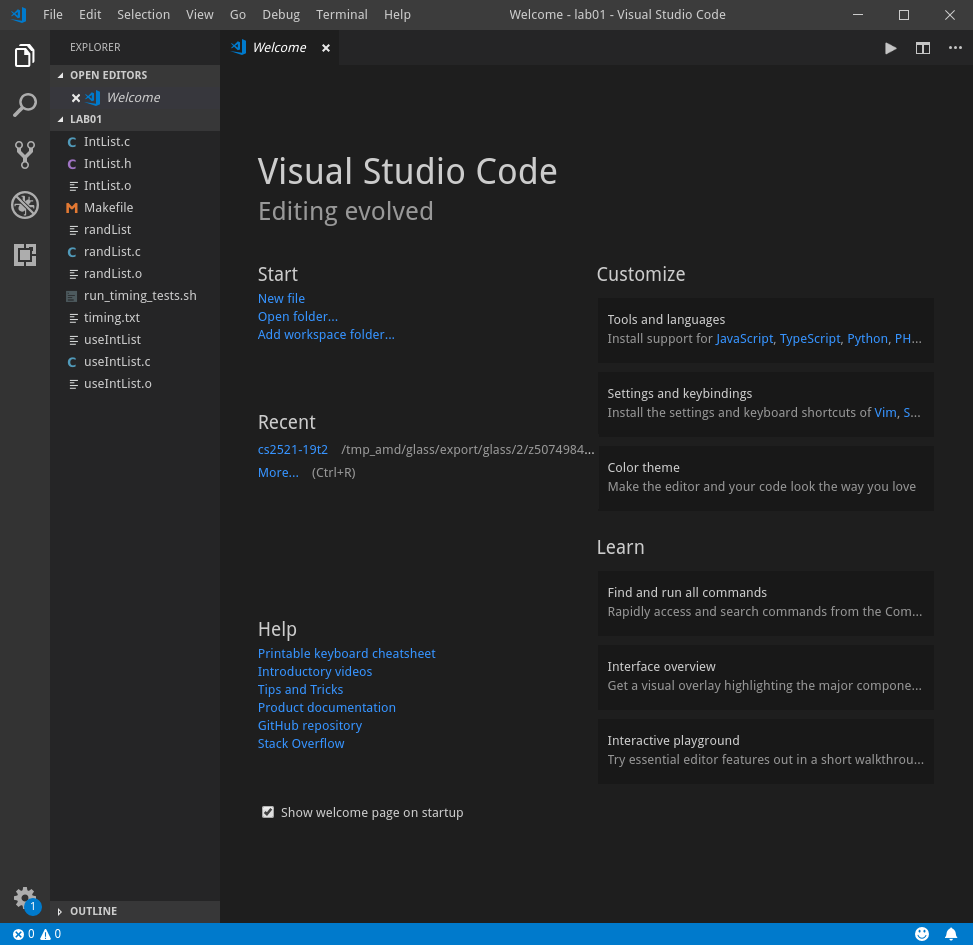 File Edit Selection View Go Debug Terminal Help Welcome - lab01 - Visual Studio Code
EXPLORER
OPEN EDITORS
Welcome
LAB01
C IntList.c
C IntList.h
IntList.o
M Makefile
randList
C randList.c
randList.o
run_timing_tests.sh
timing.txt
useIntList
C useIntList.c
useIntList.o
OUTLINE
Welcome
Visual Studio Code
Editing evolved
Start
New file
Open folder...
Add workspace folder...
Recent
cs2521-19t2 /tmp_amd/glass/export/glass/2/z5074984...
More... (Ctrl+R)
Help
Printable keyboard cheatsheet
Introductory videos
Tips and Tricks
Product documentation
GitHub repository
Stack Overflow
Show welcome page on startup
Customize
Tools and languages
Install support for JavaScript, TypeScript, Python, PH...
Settings and keybindings
Install the settings and keyboard shortcuts of Vim, S...
Color theme
Make the editor and your code look the way you love
Learn
Find and run all commands
Rapidly access and search commands from the Com...
Interface overview
Get a visual overlay highlighting the major compone...
Interactive playground
Try essential editor features out in a short walkthrou...
1
0 0